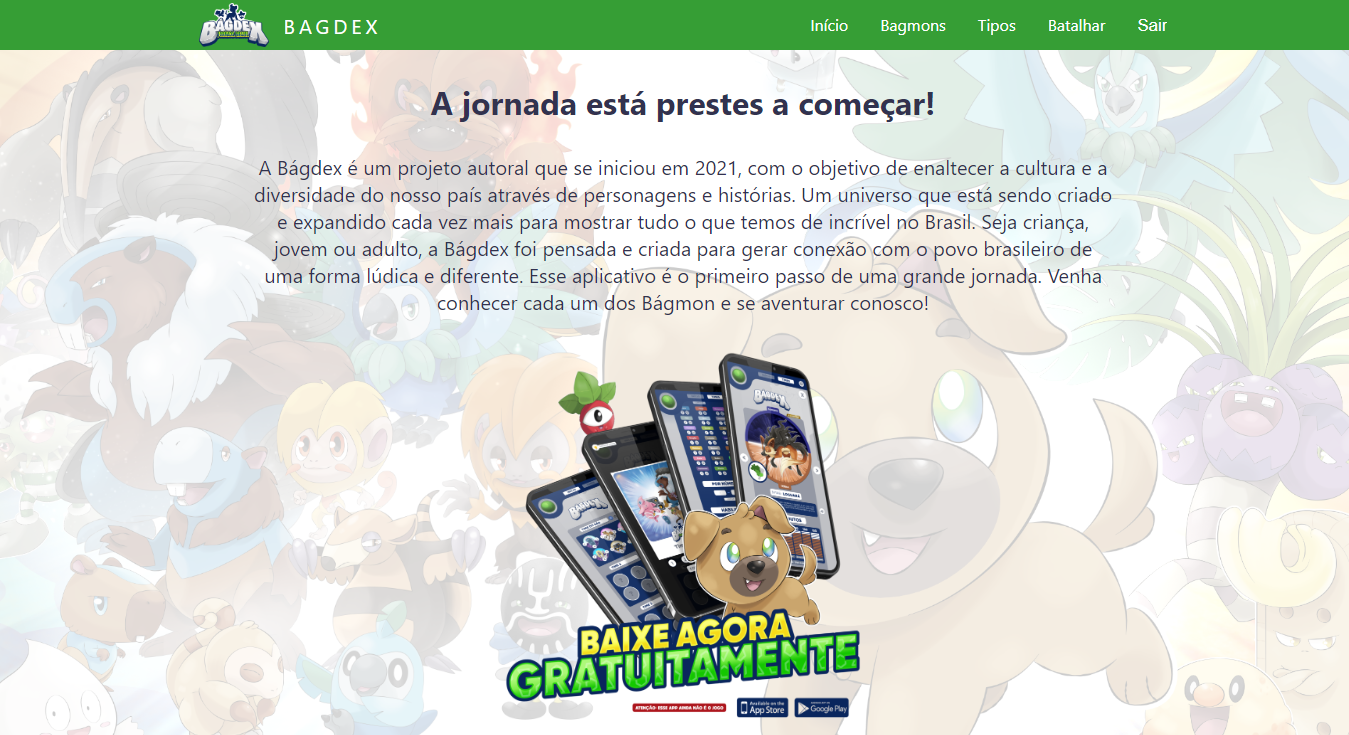 BÁGDEX
BAGDEX
Início
Bagmons
Tipos
Batalhar
Sair
A jornada está prestes a começar!
A Bágdex é um projeto autoral que se iniciou em 2021, com o objetivo de enaltecer a cultura e a
diversidade do nosso país através de personagens e histórias. Um universo que está sendo criado
e expandido cada vez mais para mostrar tudo o que temos de incrível no Brasil. Seja criança,
jovem ou adulto, a Bágdex foi pensada e criada para gerar conexão com o povo brasileiro de
uma forma lúdica e diferente. Esse aplicativo é o primeiro passo de uma grande jornada. Venha
conhecer cada um dos Bágmon e se aventurar conosco!
BÁGDEX
BÁGDEX
BAIXE AGORA
GRATUITAMENTE
ATENÇÃO: ESSE APP AINDA NÃO É O JOGO
Available on the
App Store
Google Play